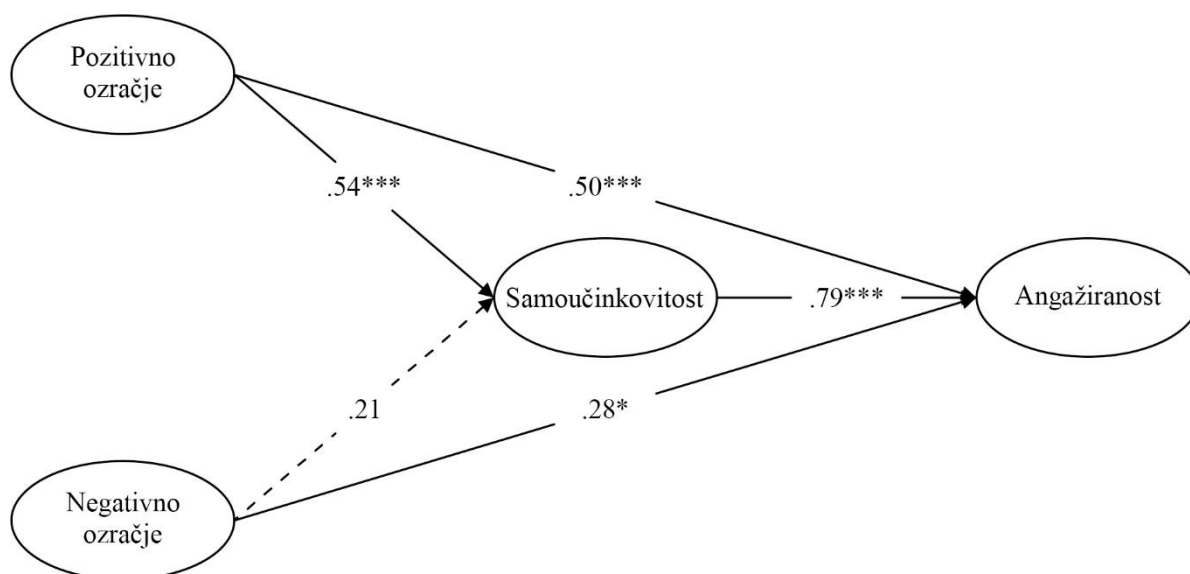 Pozitivno
ozračje
.54***
.50***
Samoučinkovitost
.79***
Angažiranost
.21
.28*
Negativno
ozračje